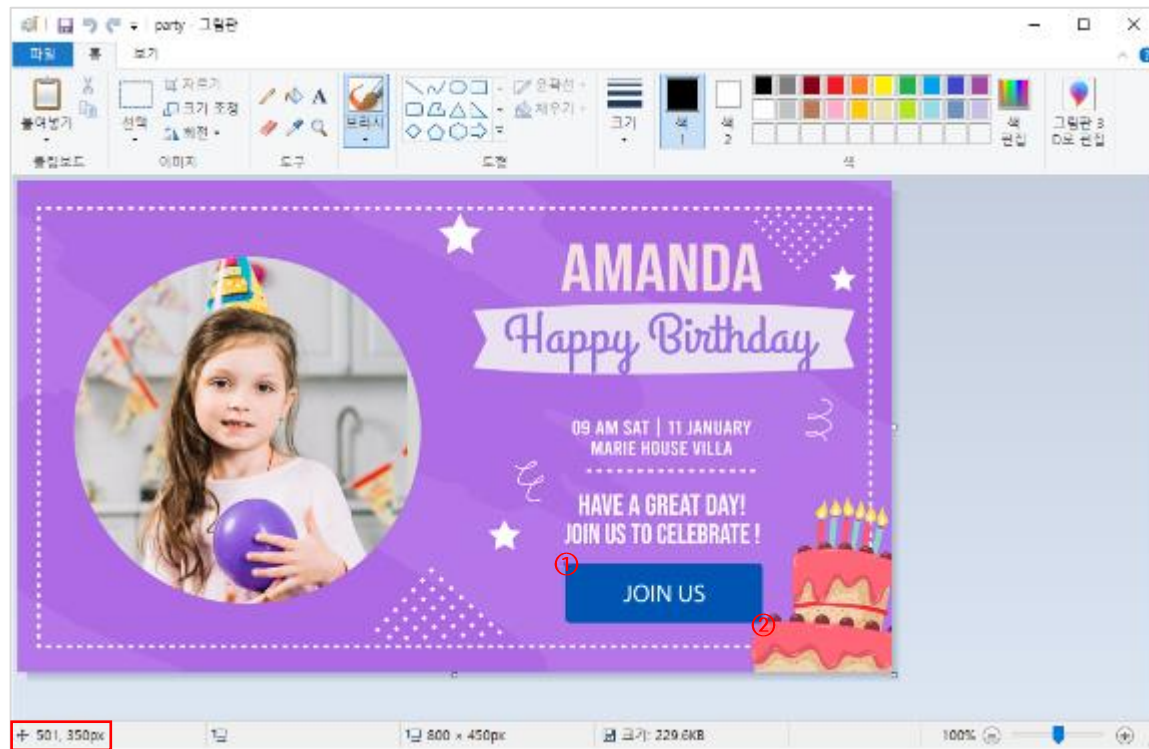 party - 그림판
파일 홈 보기
붙여넣기
선택
자르기
크기 조정
회전
A
브러시
윤곽선
채우기
크기
색
1
색
2
색
편집
그림판 3
D로 편집
클립보드 이미지 도구 도형 색
AMANDA
Happy Birthday
09 AM SAT | 11 JANUARY
MARIE HOUSE VILLA
HAVE A GREAT DAY!
JOIN US TO CELEBRATE !
①
JOIN US
②
501, 350px 800 × 450px 크기: 229.6KB 100%